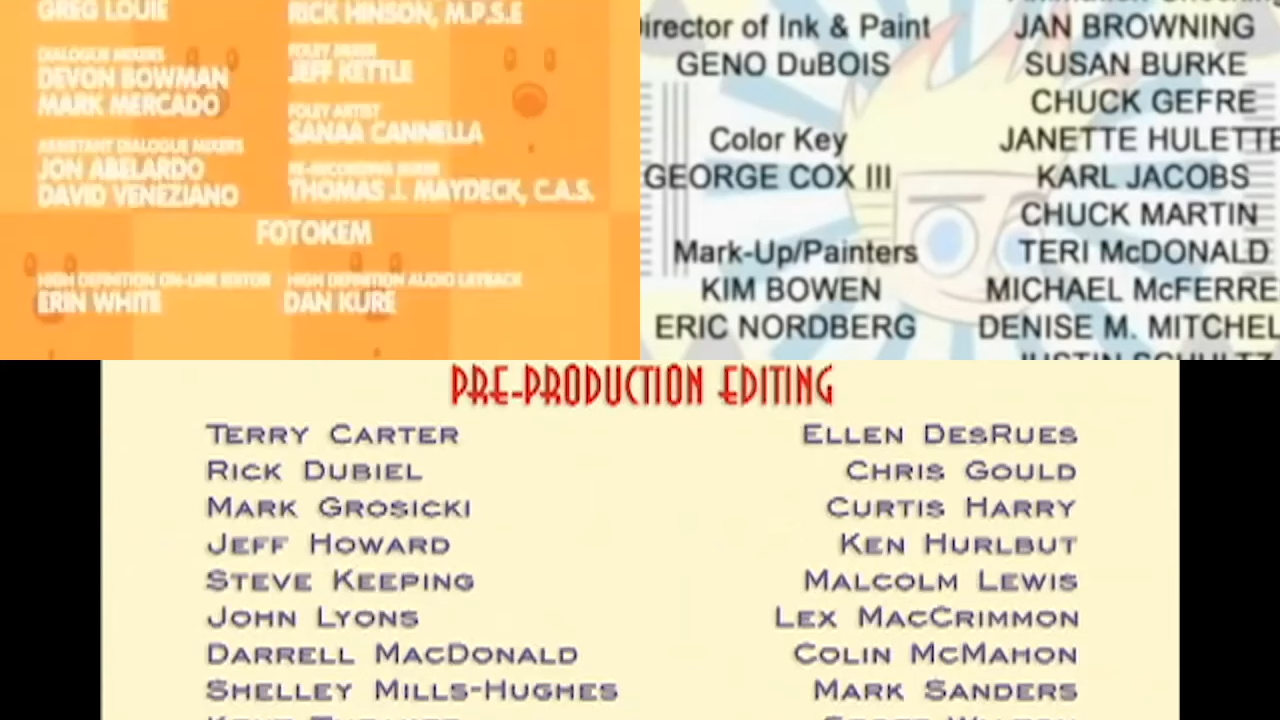 GREG LOUIE
DIALOGUE MIXERS
DEVON BOWMAN
MARK MERCADO
ASSISTANT DIALOGUE MIXERS
JON ABELARDO
DAVID VENEZIANO
RICK HINSON, M.P.S.E
FOLEY MIXER
JEFF KETTLE
FOLEY ARTIST
SANAA CANNELLA
RE-RECORDING MIXER
THOMAS J. MAYDECK, C.A.S.
FOTOKEM
HIGH DEFINITION ON-LINE EDITOR
ERIN WHITE
HIGH DEFINITION AUDIO LAYBACK
DAN KURE
Director of Ink & Paint
GENO DuBOIS
Color Key
GEORGE COX III
Mark-Up/Painters
KIM BOWEN
ERIC NORDBERG
JAN BROWNING
SUSAN BURKE
CHUCK GEFRE
JANETTE HULETTE
KARL JACOBS
CHUCK MARTIN
TERI McDONALD
MICHAEL McFERRE
DENISE M. MITCHEL
PRE-PRODUCTION EDITING
TERRY CARTER
RICK DUBIEL
MARK GROSICKI
JEFF HOWARD
STEVE KEEPING
JOHN LYONS
DARRELL MACDONALD
SHELLEY MILLS-HUGHES
ELLEN DESRUES
CHRIS GOULD
CURTIS HARRY
KEN HURLBUT
MALCOLM LEWIS
LEX MACCRIMMON
COLIN MCMAHON
MARK SANDERS